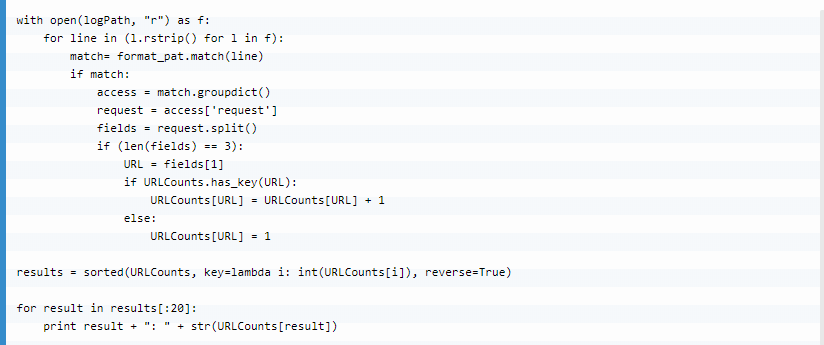 with open(logPath, "r") as f:
    for line in (l.rstrip() for l in f):
        match= format_pat.match(line)
        if match:
            access = match.groupdict()
            request = access['request']
            fields = request.split()
            if (len(fields) == 3):
                URL = fields[1]
                if URLCounts.has_key(URL):
                    URLCounts[URL] = URLCounts[URL] + 1
                else:
                    URLCounts[URL] = 1

results = sorted(URLCounts, key=lambda i: int(URLCounts[i]), reverse=True)

for result in results[:20]:
    print result + ": " + str(URLCounts[result])